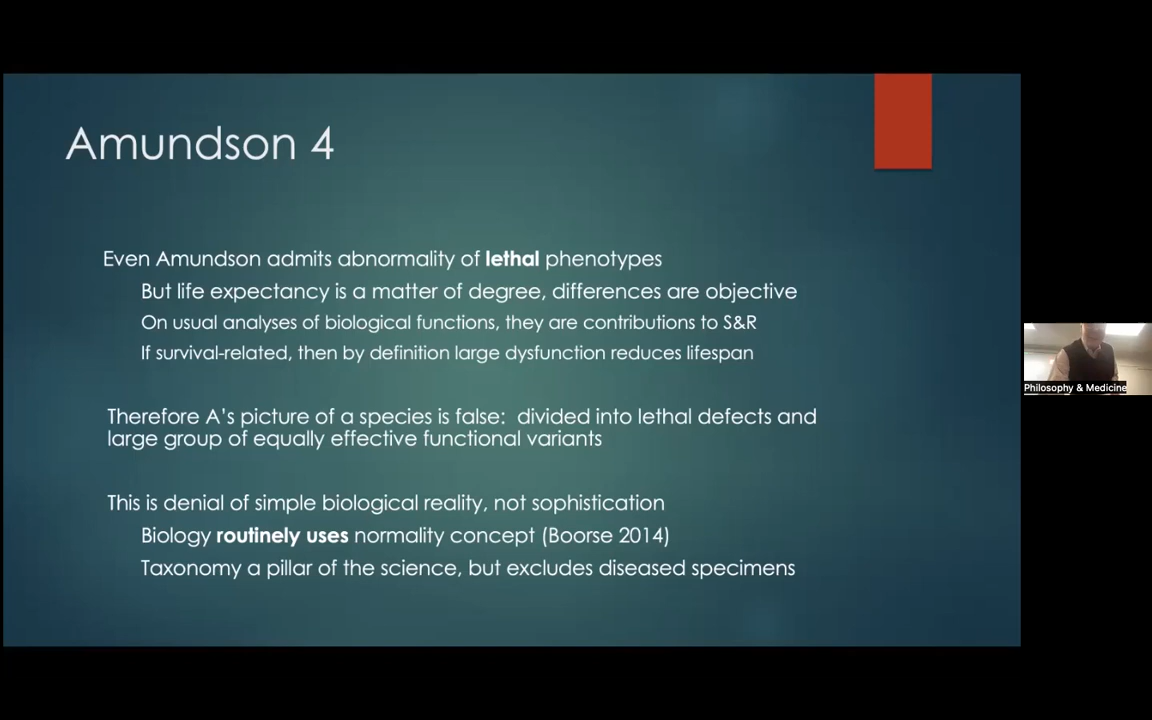 Amundson 4
Even Amundson admits abnormality of lethal phenotypes
But life expectancy is a matter of degree, differences are objective
On usual analyses of biological functions, they are contributions to S&R
If survival-related, then by definition large dysfunction reduces lifespan
Therefore A's picture of a species is false:  divided into lethal defects and
large group of equally effective functional variants
This is denial of simple biological reality, not sophistication
Biology routinely uses normality concept (Boorse 2014)
Taxonomy a pillar of the science, but excludes diseased specimens
Philosophy & Medicine